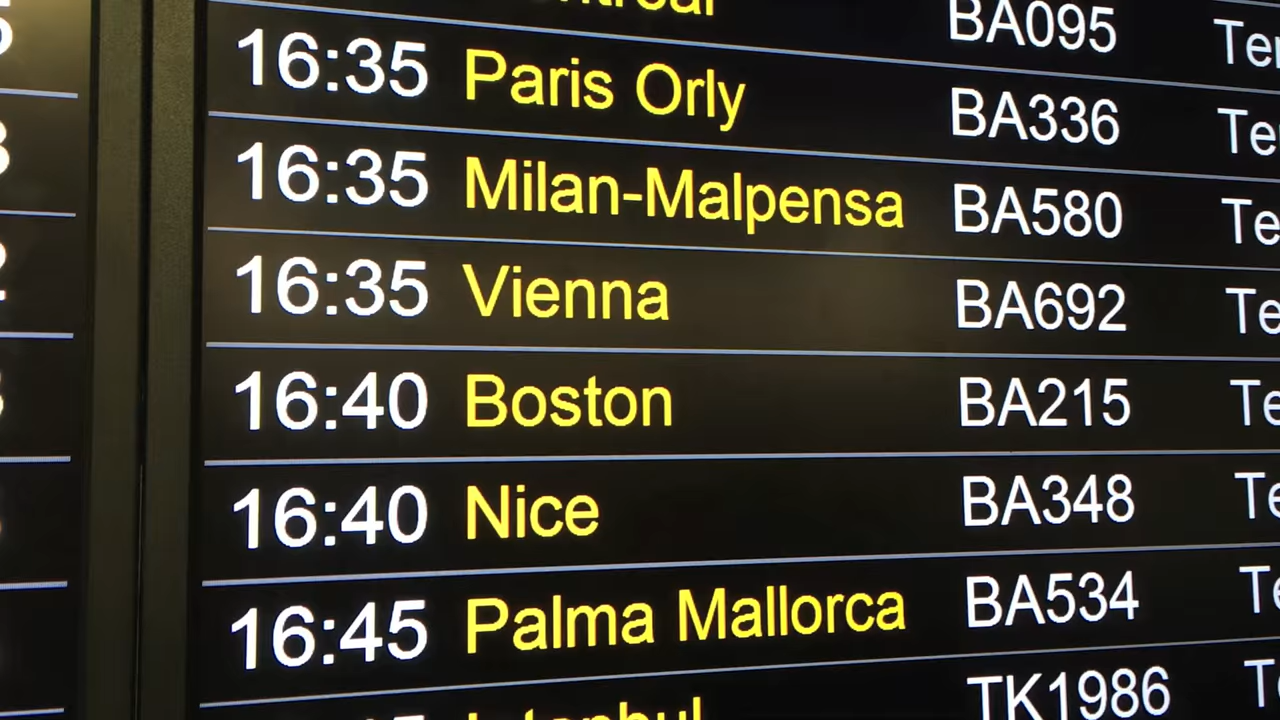 BA095
16:35 Paris Orly BA336
16:35 Milan-Malpensa BA580
16:35 Vienna BA692
16:40 Boston BA215
16:40 Nice BA348
16:45 Palma Mallorca BA534
Istanbul TK1986